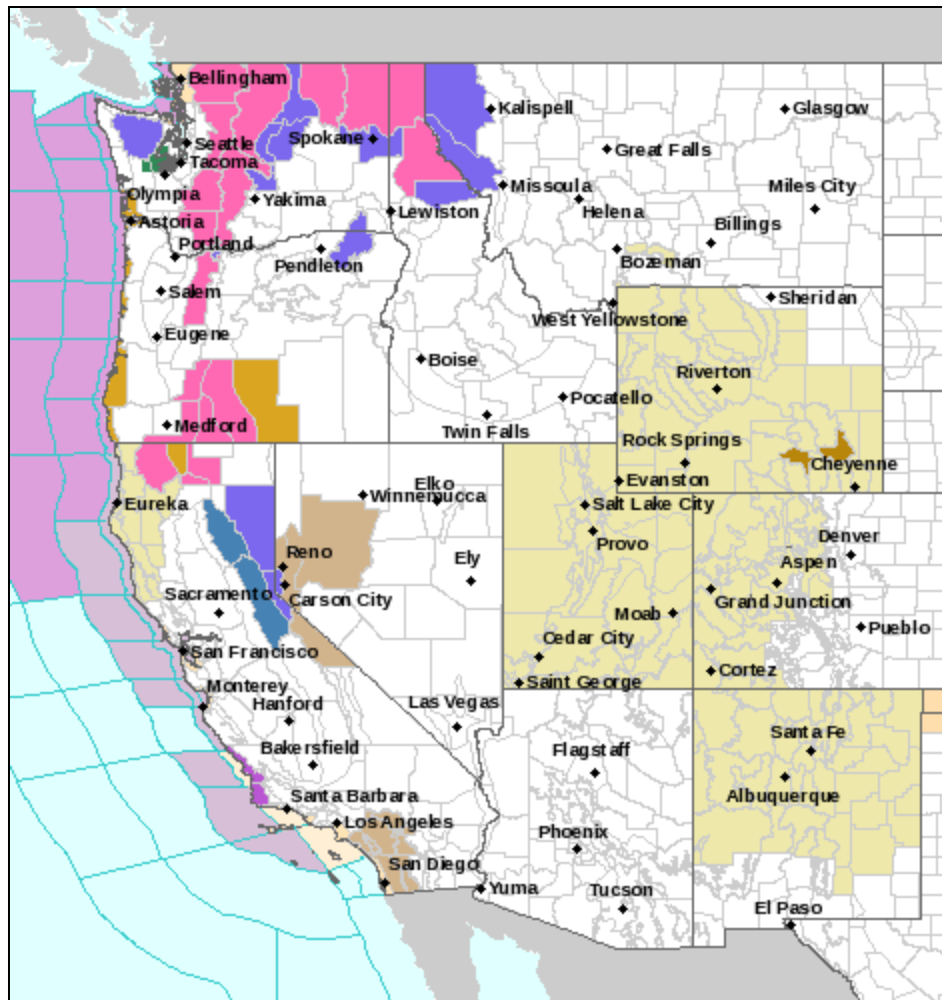 Bellingham
Kalispell
Glasgow
Seattle
Spokane
Great Falls
Tacoma
Missoula
Miles City
Olympia
Yakima
Helena
Astoria
Lewiston
Billings
Portland
Pendleton
Bozeman
Salem
Sheridan
West Yellowstone
Eugene
Boise
Riverton
Pocatello
Medford
Twin Falls
Rock Springs
Cheyenne
Elko
Evanston
Winnemucca
Eureka
Salt Lake City
Provo
Denver
Reno
Ely
Aspen
Sacramento
Carson City
Grand Junction
Moab
Pueblo
Cedar City
San Francisco
Cortez
Saint George
Monterey
Hanford
Las Vegas
Santa Fe
Bakersfield
Flagstaff
Albuquerque
Santa Barbara
Los Angeles
Phoenix
San Diego
Yuma
Tucson
El Paso